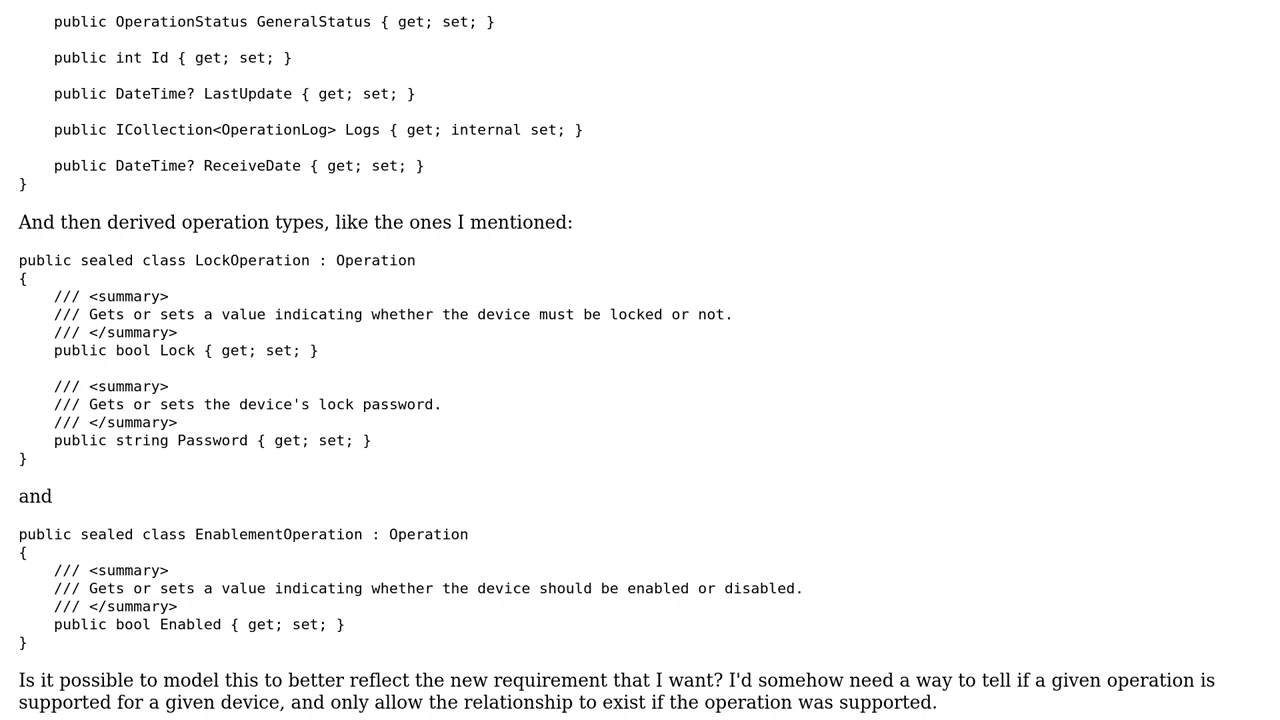 public OperationStatus GeneralStatus { get; set; }
    public int Id { get; set; }
    public DateTime? LastUpdate { get; set; }
    public ICollection<OperationLog> Logs { get; internal set; }
    public DateTime? ReceiveDate { get; set; }
}
And then derived operation types, like the ones I mentioned:
public sealed class LockOperation : Operation
{
    /// <summary>
    /// Gets or sets a value indicating whether the device must be locked or not.
    /// </summary>
    public bool Lock { get; set; }
    /// <summary>
    /// Gets or sets the device's lock password.
    /// </summary>
    public string Password { get; set; }
}
and
public sealed class EnablementOperation : Operation
{
    /// <summary>
    /// Gets or sets a value indicating whether the device should be enabled or disabled.
    /// </summary>
    public bool Enabled { get; set; }
}
Is it possible to model this to better reflect the new requirement that I want? I'd somehow need a way to tell if a given operation is
supported for a given device, and only allow the relationship to exist if the operation was supported.